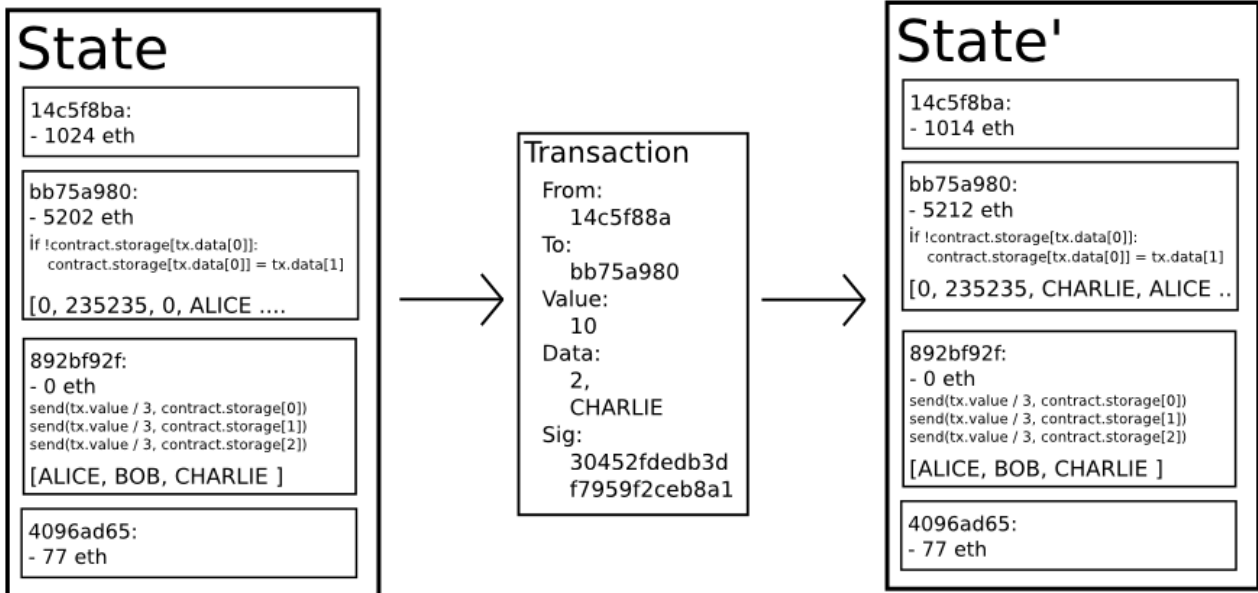 State
14c5f8ba:
- 1024 eth
bb75a980:
- 5202 eth
if !contract.storage[tx.data[0]]:
contract.storage[tx.data[0]] = tx.data[1]
[0, 235235, 0, ALICE ....
892bf92f:
- 0 eth
send(tx.value / 3, contract.storage[0])
send(tx.value / 3, contract.storage[1])
send(tx.value / 3, contract.storage[2])
[ALICE, BOB, CHARLIE ]
4096ad65:
- 77 eth
Transaction
From:
14c5f88a
To:
bb75a980
Value:
10
Data:
2,
CHARLIE
Sig:
30452fdedb3d
f7959f2ceb8a1
State'
14c5f8ba:
- 1014 eth
bb75a980:
- 5212 eth
if !contract.storage[tx.data[0]]:
contract.storage[tx.data[0]] = tx.data[1]
[0, 235235, CHARLIE, ALICE ..
892bf92f:
- 0 eth
send(tx.value / 3, contract.storage[0])
send(tx.value / 3, contract.storage[1])
send(tx.value / 3, contract.storage[2])
[ALICE, BOB, CHARLIE ]
4096ad65:
- 77 eth